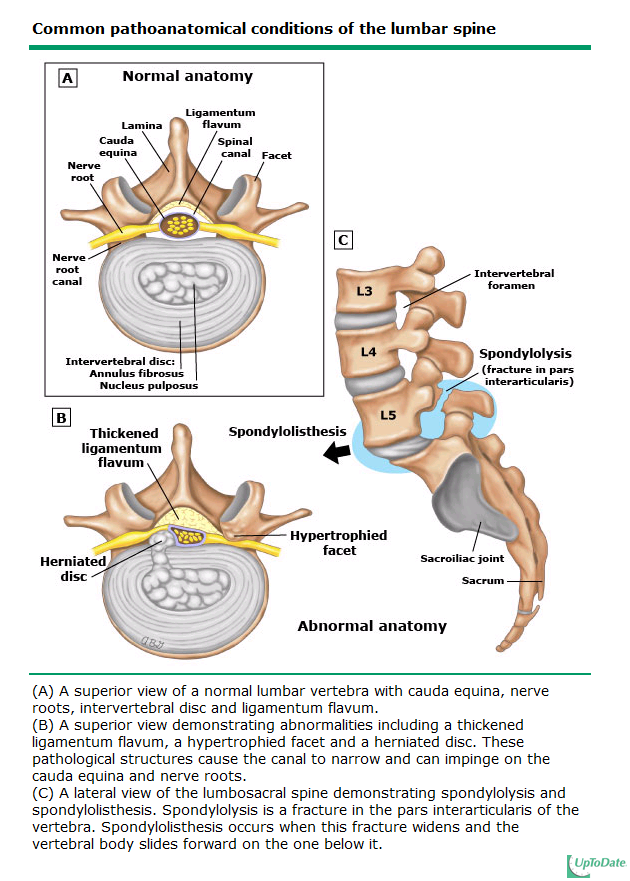 Common pathoanatomical conditions of the lumbar spine
A
Normal anatomy
Ligamentum
flavum
Lamina
Cauda
equina
Spinal
canal
Facet
Nerve
root
Nerve
root
canal
Intervertebral disc:
Annulus fibrosus
Nucleus pulposus
B
Thickened
ligamentum
flavum
Herniated
disc
Hypertrophied
facet
Abnormal anatomy
C
Intervertebral
foramen
L3
L4
L5
Spondylolysis
(fracture in pars
interarticularis)
Spondylolisthesis
Sacroiliac joint
Sacrum
(A) A superior view of a normal lumbar vertebra with cauda equina, nerve
roots, intervertebral disc and ligamentum flavum.
(B) A superior view demonstrating abnormalities including a thickened
ligamentum flavum, a hypertrophied facet and a herniated disc. These
pathological structures cause the canal to narrow and can impinge on the
cauda equina and nerve roots.
(C) A lateral view of the lumbosacral spine demonstrating spondylolysis and
spondylolisthesis. Spondylolysis is a fracture in the pars interarticularis of the
vertebra. Spondylolisthesis occurs when this fracture widens and the
vertebral body slides forward on the one below it.
UpToDate